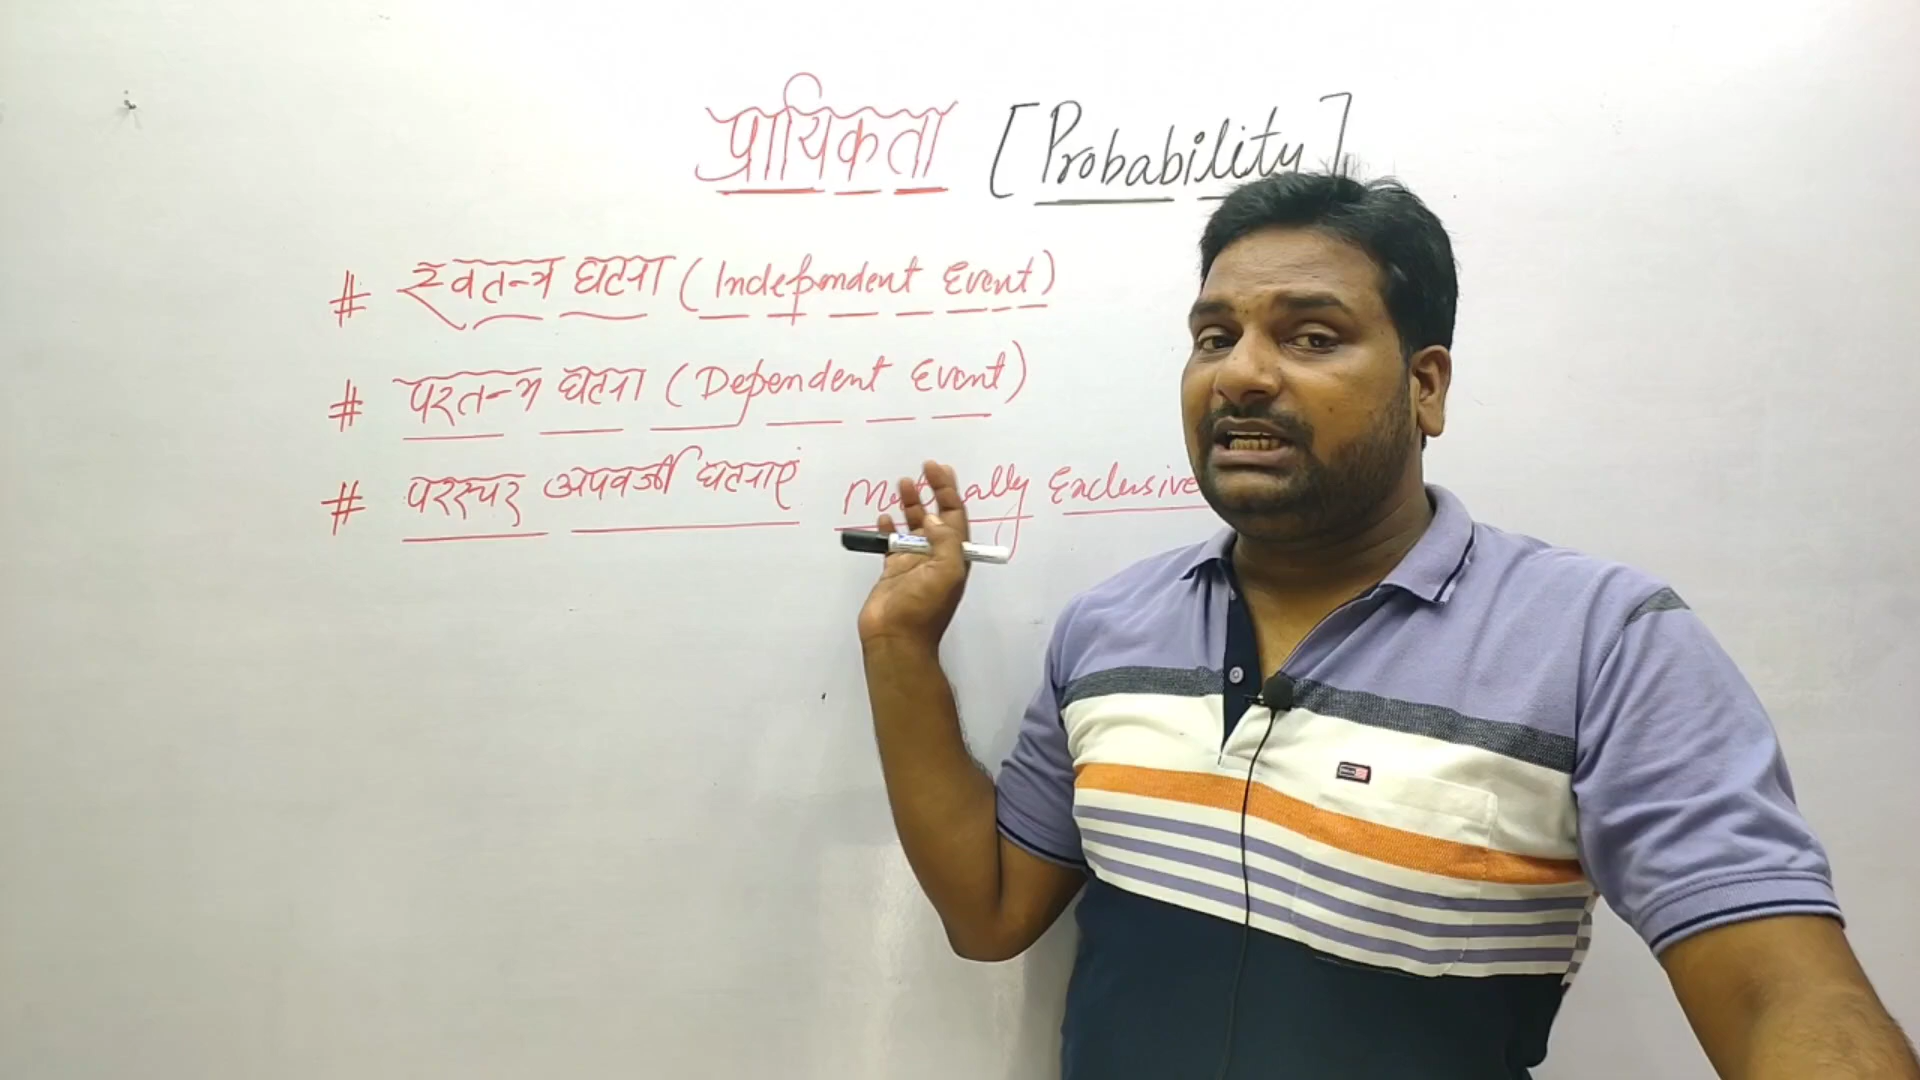 प्रायिकता [Probability]
# स्वतन्त्र घटना (Independent Event)
# परतन्त्र घटना (Dependent Event)
# परस्पर अपवर्जी घटनाएं Mutually Exclusive